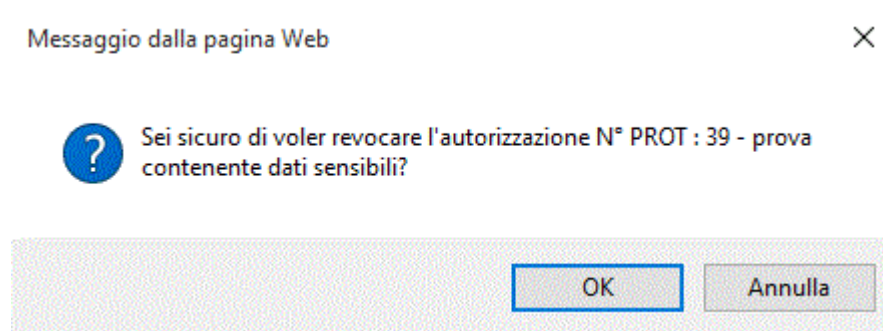 Messaggio dalla pagina Web
Sei sicuro di voler revocare l'autorizzazione N° PROT : 39 - prova
contenente dati sensibili?
OK
Annulla